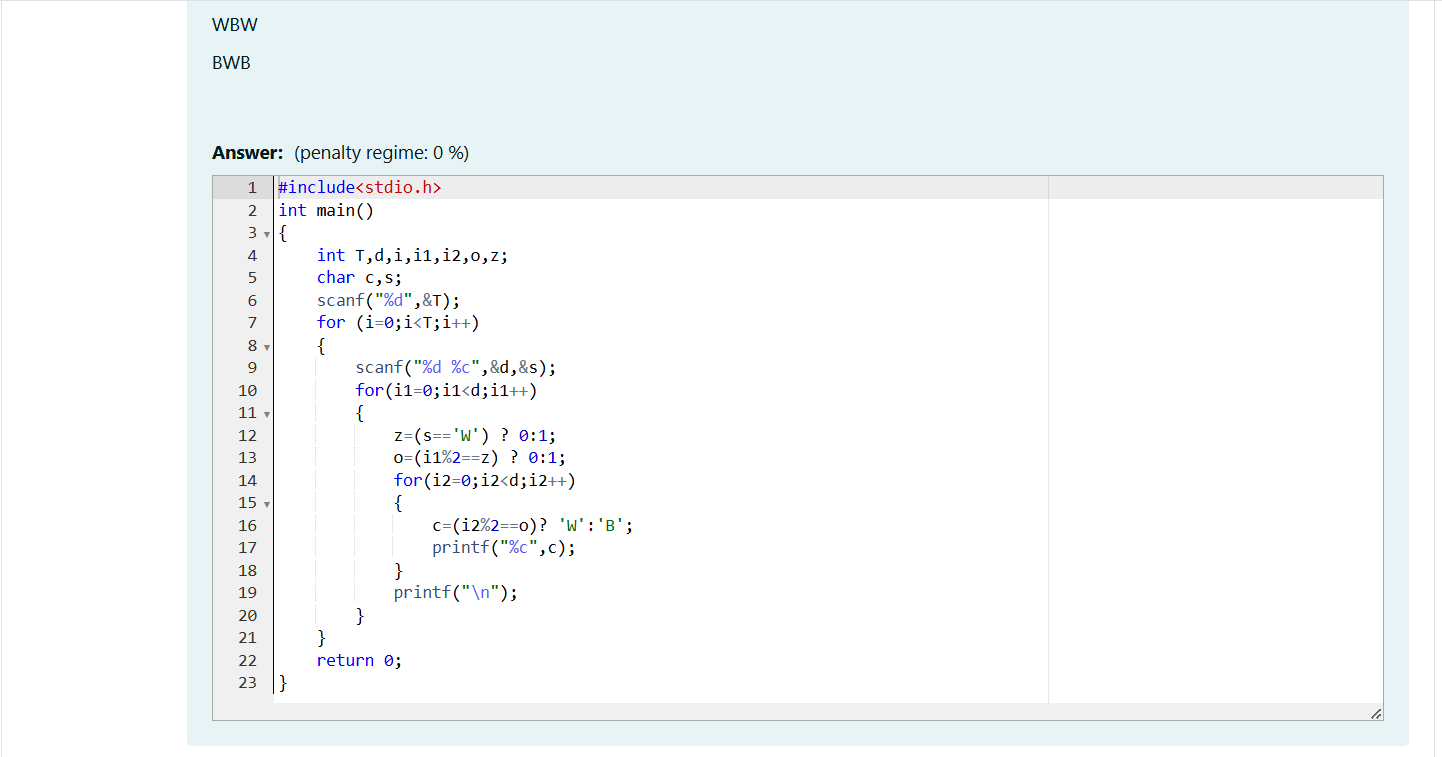 WBW
BWB
Answer: (penalty regime: 0 %)
1 #include<stdio.h>
2 int main()
3 {
4     int T,d,i,i1,i2,o,z;
5     char c,s;
6     scanf("%d",&T);
7     for (i=0;i<T;i++)
8     {
9         scanf("%d %c",&d,&s);
10         for(i1=0;i1<d;i1++)
11         {
12             z=(s=='W') ? 0:1;
13             o=(i1%2==z) ? 0:1;
14             for(i2=0;i2<d;i2++)
15             {
16                 c=(i2%2==o)? 'W':'B';
17                 printf("%c",c);
18             }
19             printf("\n");
20         }
21     }
22     return 0;
23 }